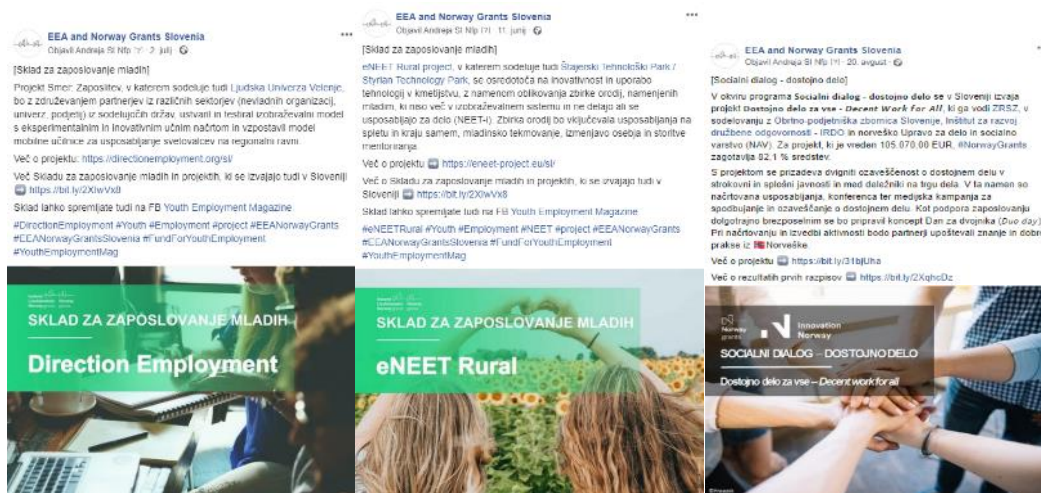 EEA and Norway Grants Slovenia
Objavil Andreja SI Nfp [?] · 2. julij ·
[Sklad za zaposlovanje mladih]
Projekt Smer: Zaposlitev, v katerem sodeluje tudi Ljudska Univerza Velenje,
bo z združevanjem partnerjev iz različnih sektorjev (nevladnih organizacij,
univerz, podjetij) iz sodelujočih držav, ustvaril in testiral izobraževalni model
s eksperimentalnim in inovativnim učnim načrtom in vzpostavil model
mobilne učilnice za usposabljanje svetovalcev na regionalni ravni.
Več o projektu: https://directionemployment.org/sl/
Več Skladu za zaposlovanje mladih in projektih, ki se izvajajo tudi v Sloveniji
https://bit.ly/2XlwVx8
Sklad lahko spremljate tudi na FB Youth Employment Magazine
#DirectionEmployment #Youth #Employment #project #EEANorwayGrants
#EEANorwayGrantsSlovenia #FundForYouthEmployment
#YouthEmploymentMag
SKLAD ZA ZAPOSLOVANJE MLADIH
Direction Employment
EEA and Norway Grants Slovenia
Objavil Andreja SI Nfp [?] · 11. junij ·
[Sklad za zaposlovanje mladih]
eNEET Rural project, v katerem sodeluje tudi Štajerski Tehnološki Park /
Styrian Technology Park, se osredotoča na inovativnost in uporabo
tehnologij v kmetijstvu, z namenom oblikovanja zbirke orodij, namenjenih
mladim, ki niso več v izobraževalnem sistemu in ne delajo ali se
usposabljajo za delo (NEET-i). Zbirka orodij bo vključevala usposabljanja na
spletu in kraju samem, mladinsko tekmovanje, izmenjavo osebja in storitve
mentoriranja.
Več o projektu https://eneet-project.eu/sl/
Več o Skladu za zaposlovanje mladih in projektih, ki se izvajajo tudi v
Sloveniji https://bit.ly/2XlwVx8
Sklad lahko spremljate tudi na FB Youth Employment Magazine
#eNEETRural #Youth #Employment #NEET #project #EEANorwayGrants
#EEANorwayGrantsSlovenia #FundForYouthEmployment
#YouthEmploymentMag
SKLAD ZA ZAPOSLOVANJE MLADIH
eNEET Rural
EEA and Norway Grants Slovenia
Objavil Andreja SI Nfp [?] · 20. avgust ·
[Socialni dialog - dostojno delo]
V okviru programa Socialni dialog - dostojno delo se v Sloveniji izvaja
projekt Dostojno delo za vse – Decent Work for All, ki ga vodi ZRSZ, v
sodelovanju z Obrtno-podjetniška zbornica Slovenije, Inštitut za razvoj
družbene odgovornosti - IRDO in norveško Upravo za delo in socialno
varstvo (NAV). Za projekt, ki je vreden 105.070,00 EUR, #NorwayGrants
zagotavlja 82,1 % sredstev.
S projektom se prizadeva dvigniti ozaveščenost o dostojnem delu v
strokovni in splošni javnosti in med deležniki na trgu dela. V ta namen so
načrtovana usposabljanja, konferenca ter medijska kampanja za
spodbujanje in ozaveščanje o dostojnem delu. Kot podpora zaposlovanju
dolgotrajno brezposelnim se bo pripravil koncept Dan za dvojnika (Duo day)
Pri načrtovanju in izvedbi aktivnosti bodo partnerji upoštevali znanje in dobre
prakse iz Norveške.
Več o projektu https://bit.ly/31bjUha
Več o rezultatih prvih razpisov https://bit.ly/2XqhcDz
Norway
grants
Innovation
Norway
SOCIALNI DIALOG – DOSTOJNO DELO
Dostojno delo za vse – Decent work for all